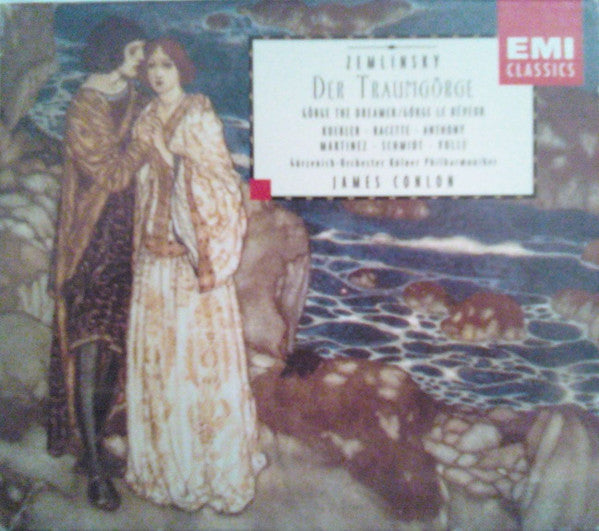 EMI
CLASSICS
ZEMLINSKY
DER TRAUMGÖRGE
GÖRGE THE DREAMER/GÖRGE LE RÊVEUR
KUEBLER · RACETTE · ANTHONY
MARTINEZ · SCHMIDT · VOLLE
Gürzenich-Orchester Kölner Philharmoniker
JAMES CONLON